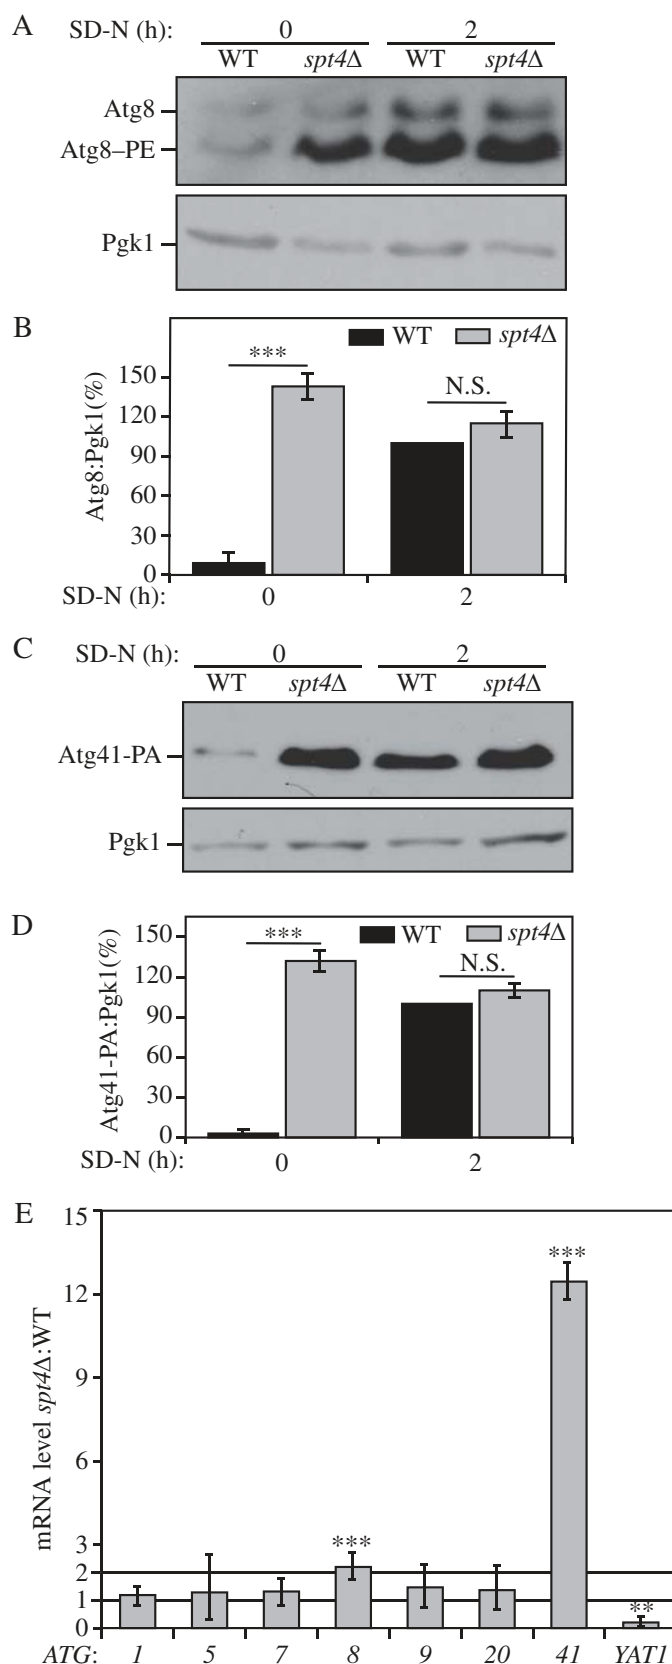 A
SD-N (h): 0 2
WT spt4Δ WT spt4Δ
Atg8
Atg8–PE
Pgk1
B
WT spt4Δ
*** N.S.
Atg8:Pgk1(%)
150
120
90
60
30
0
SD-N (h): 0 2
C
SD-N (h): 0 2
WT spt4Δ WT spt4Δ
Atg41-PA
Pgk1
D
WT spt4Δ
*** N.S.
Atg41-PA:Pgk1(%)
150
120
90
60
30
0
SD-N (h): 0 2
E
mRNA level spt4Δ:WT
15
12
9
6
3
2
1
0
*** *** **
ATG: 1 5 7 8 9 20 41 YAT1